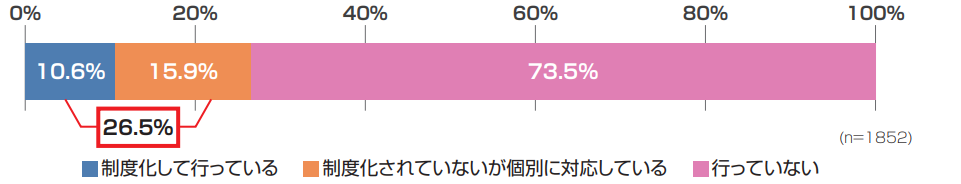 0% 20% 40% 60% 80% 100%
10.6% 15.9% 73.5%
26.5%
(n=1852)
制度化して行っている 制度化されていないが個別に対応している 行っていない